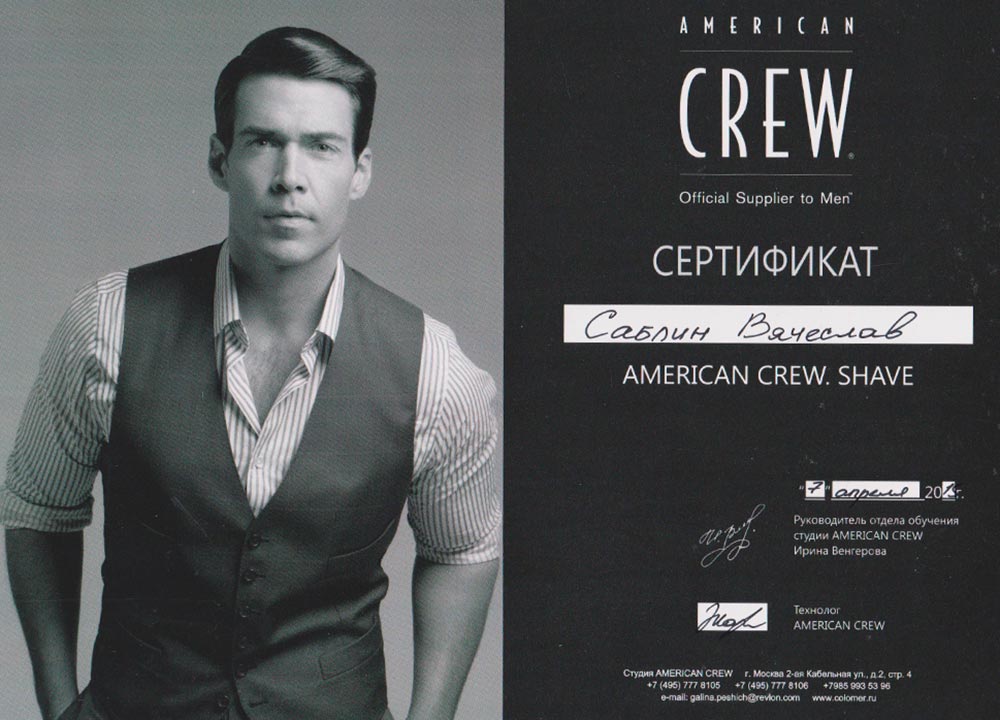 AMERICAN
CREW®
Official Supplier to Men™
СЕРТИФИКАТ
Саблин Вячеслав
AMERICAN CREW. SHAVE
"7" апреля 20 г.
Руководитель отдела обучения
студии AMERICAN CREW
Ирина Венгерова
Технолог
AMERICAN CREW
Студия AMERICAN CREW г. Москва 2-ая Кабельная ул., д.2, стр. 4
+7 (495) 777 8105 +7 (495) 777 8106 +7985 993 53 96
e-mail: galina.peshich@revlon.com www.colomer.ru